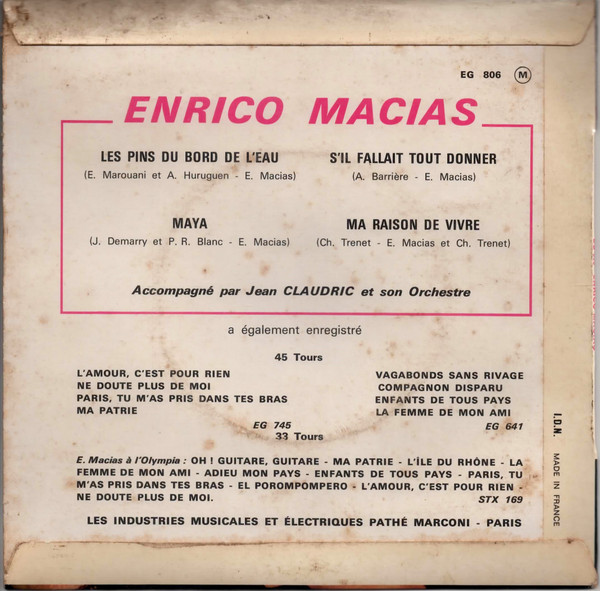 EG 806 M
ENRICO MACIAS
LES PINS DU BORD DE L'EAU
(E. Marouani et A. Huruguen - E. Macias)
S'IL FALLAIT TOUT DONNER
(A. Barrière - E. Macias)
MAYA
(J. Demarry et P. R. Blanc - E. Macias)
MA RAISON DE VIVRE
(Ch. Trenet - E. Macias et Ch. Trenet)
Accompagné par Jean CLAUDRIC et son Orchestre
a également enregistré
45 Tours
L'AMOUR, C'EST POUR RIEN
NE DOUTE PLUS DE MOI
PARIS, TU M'AS PRIS DANS TES BRAS
MA PATRIE
EG 745
VAGABONDS SANS RIVAGE
COMPAGNON DISPARU
ENFANTS DE TOUS PAYS
LA FEMME DE MON AMI
EG 641
33 Tours
E. Macias à l'Olympia : OH ! GUITARE, GUITARE - MA PATRIE - L'ÎLE DU RHÔNE - LA
FEMME DE MON AMI - ADIEU MON PAYS - ENFANTS DE TOUS PAYS - PARIS, TU
M'AS PRIS DANS TES BRAS - EL POROMPOMPERO - L'AMOUR, C'EST POUR RIEN -
NE DOUTE PLUS DE MOI. STX 169
LES INDUSTRIES MUSICALES ET ÉLECTRIQUES PATHÉ MARCONI - PARIS
I.D.N. MADE IN FRANCE